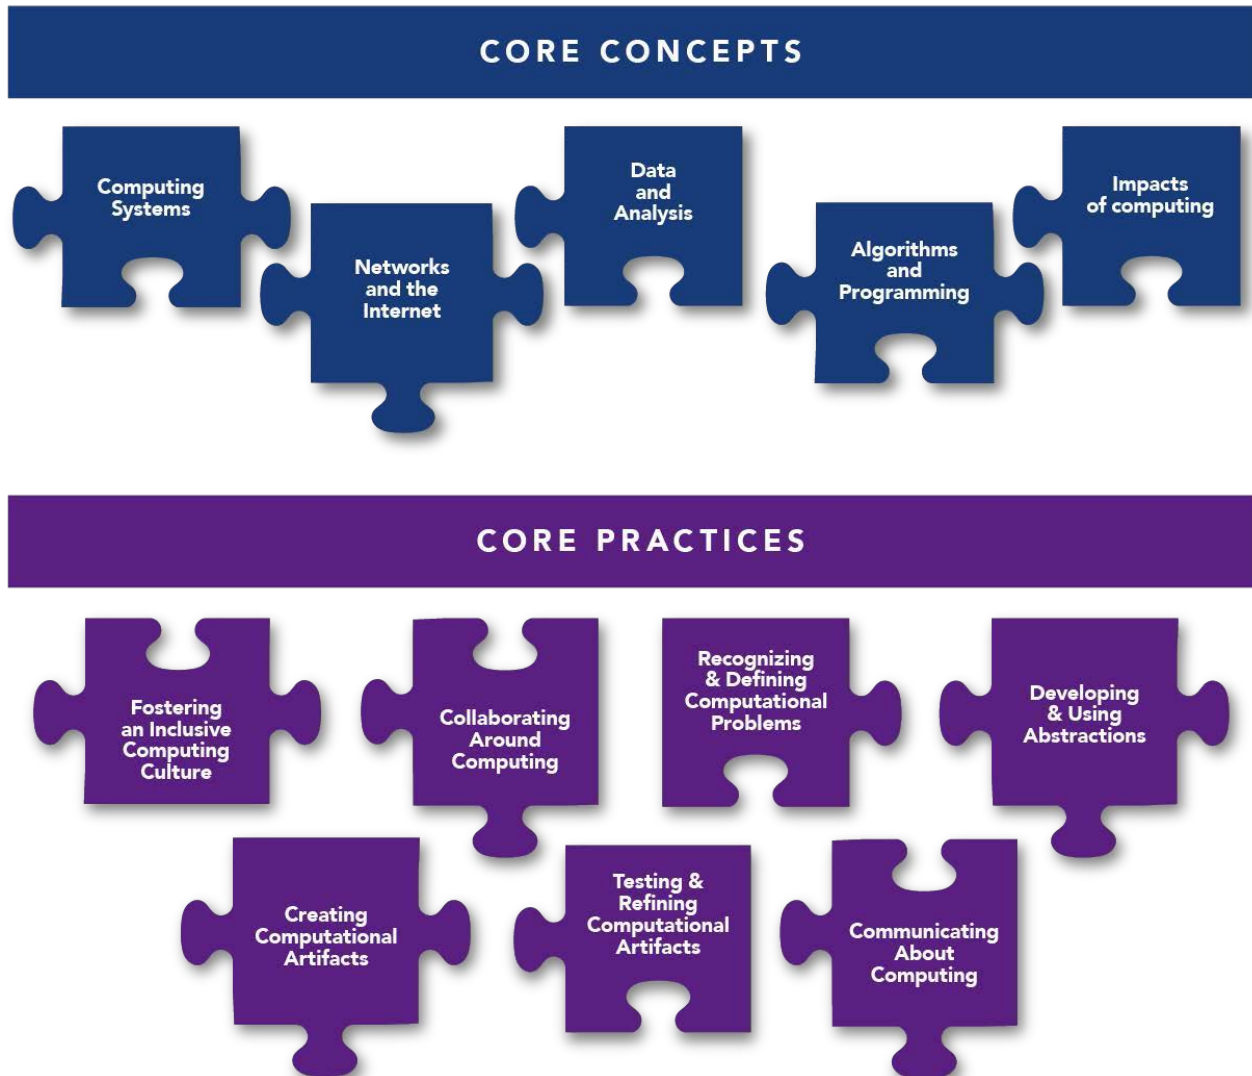 CORE CONCEPTS
Computing
Systems
Networks
and the
Internet
Data
and
Analysis
Algorithms
and
Programming
Impacts
of computing
CORE PRACTICES
Fostering
an Inclusive
Computing
Culture
Collaborating
Around
Computing
Recognizing
& Defining
Computational
Problems
Developing
& Using
Abstractions
Creating
Computational
Artifacts
Testing &
Refining
Computational
Artifacts
Communicating
About
Computing